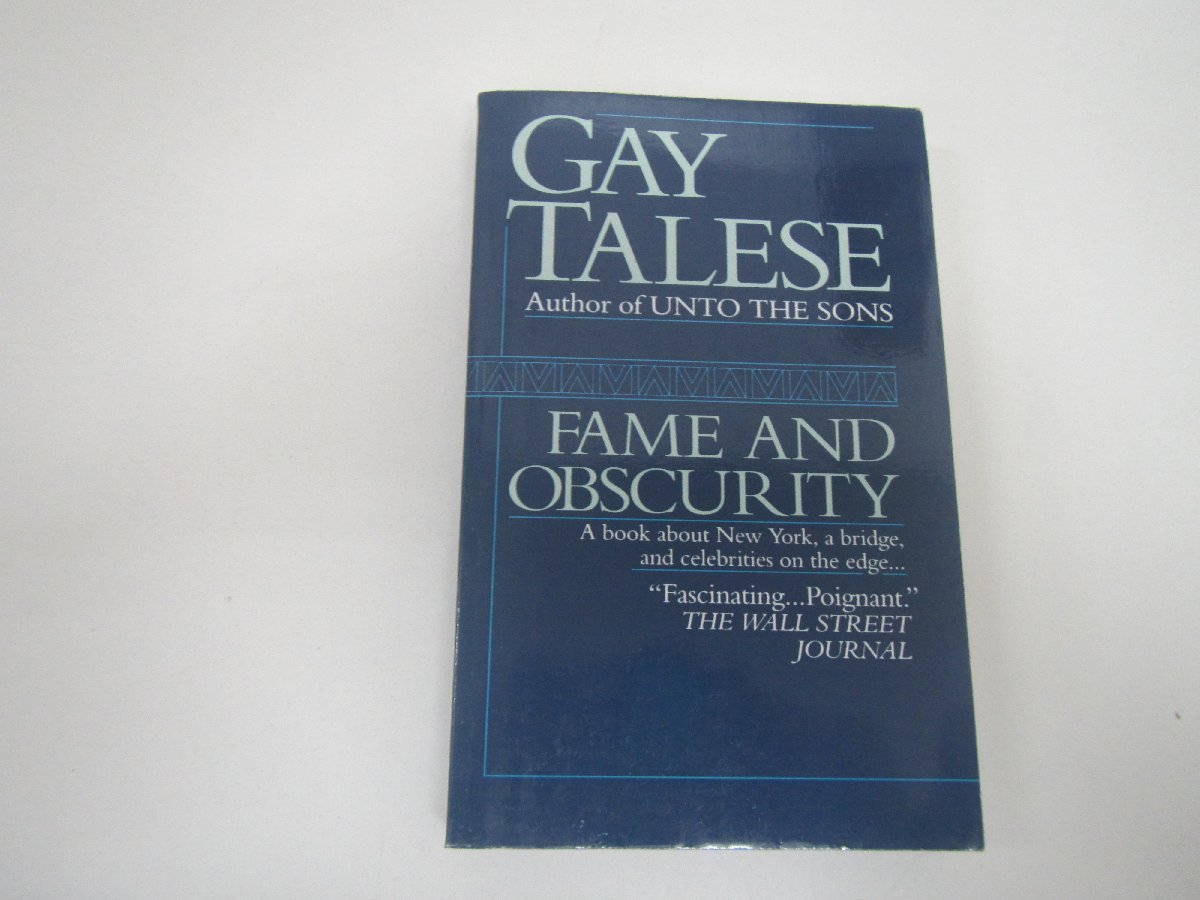 GAY
TALESE
Author of UNTO THE SONS
FAME AND
OBSCURITY
A book about New York, a bridge,
and celebrities on the edge...
“Fascinating...Poignant.”
THE WALL STREET
JOURNAL